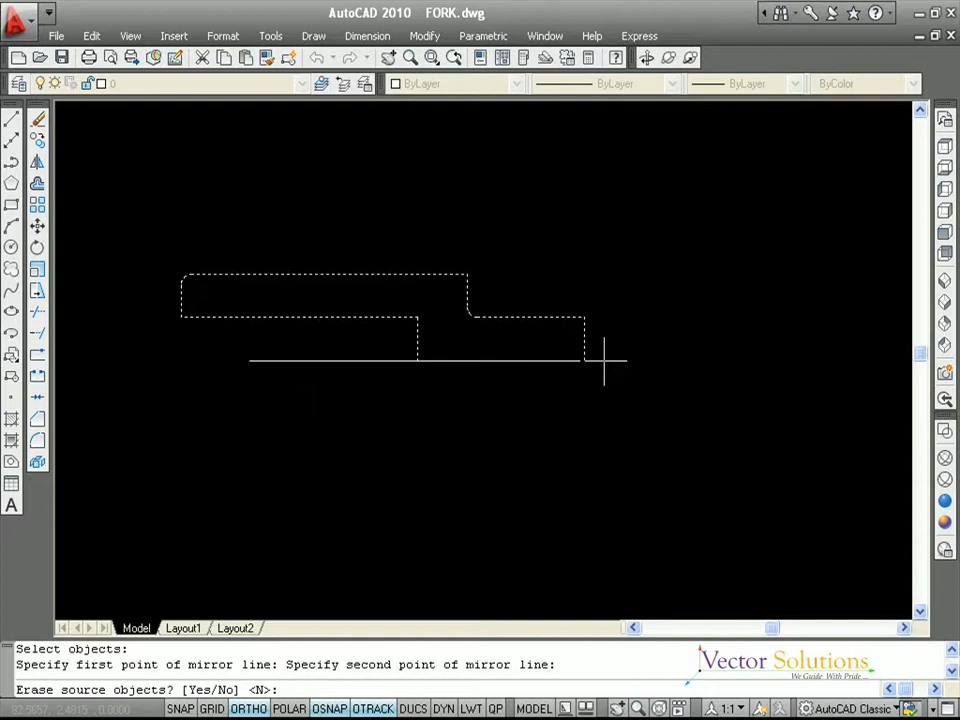 AutoCAD 2010 FORK.dwg
File Edit View Insert Format Tools Draw Dimension Modify Parametric Window Help Express
0 ByLayer ByLayer ByLayer ByColor
A
Model Layout1 Layout2
Select objects:
Specify first point of mirror line: Specify second point of mirror line:
Erase source objects? [Yes/No] <N>:
Vector Solutions
We Guide With Pride ...
SNAP GRID ORTHO POLAR OSNAP OTRACK DUCS DYN LWT QP MODEL 1:1 AutoCAD Classic